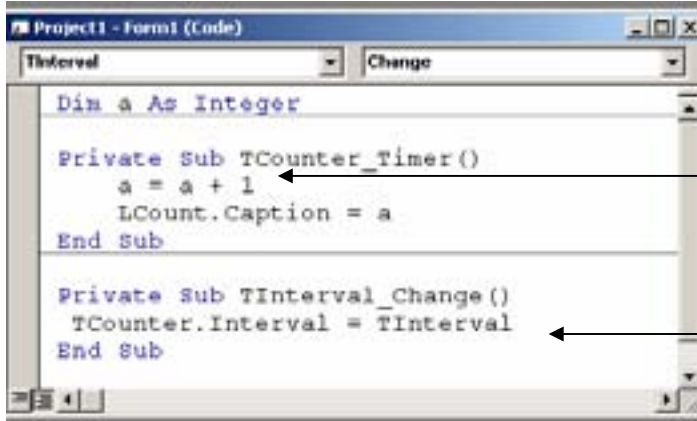 Project1 - Form1 (Code)
TInterval Change
Dim a As Integer
Private Sub TCounter_Timer()
a = a + 1
LCount.Caption = a
End Sub
Private Sub TInterval_Change()
TCounter.Interval = TInterval
End Sub